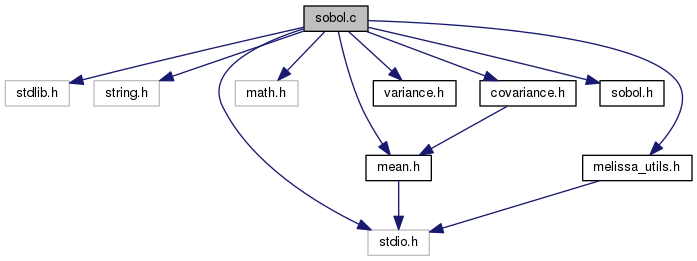 sobol.c
stdlib.h
string.h
math.h
variance.h
covariance.h
sobol.h
mean.h
melissa_utils.h
stdio.h